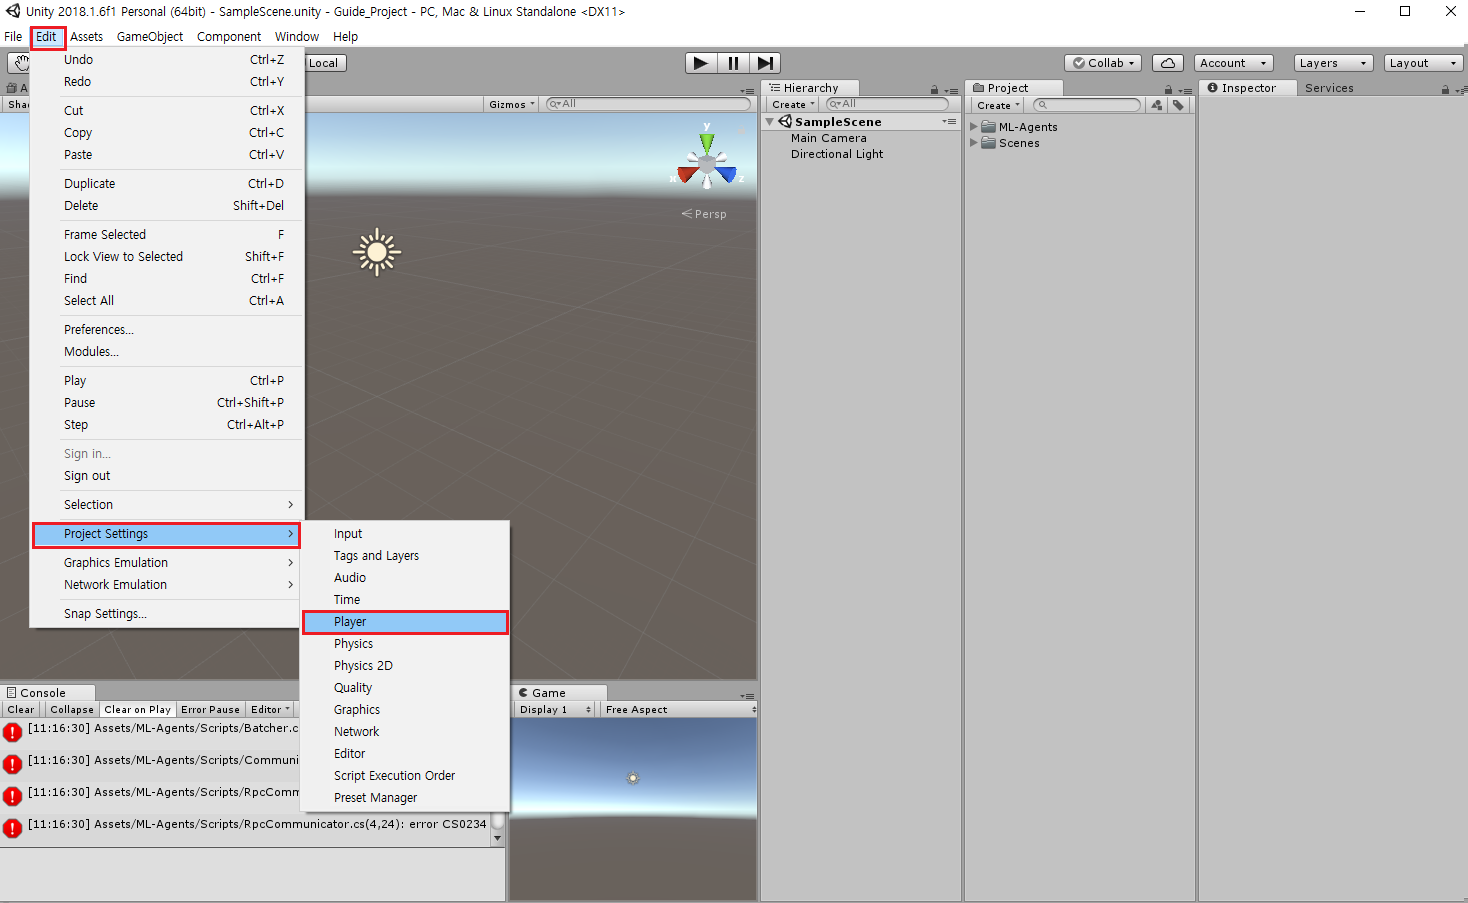 Unity 2018.1.6f1 Personal (64bit) - SampleScene.unity - Guide_Project - PC, Mac & Linux Standalone <DX11>
File Edit Assets GameObject Component Window Help
Local
Collab
Account
Layers
Layout
Undo Ctrl+Z
Redo Ctrl+Y
Cut Ctrl+X
Copy Ctrl+C
Paste Ctrl+V
Duplicate Ctrl+D
Delete Shift+Del
Frame Selected F
Lock View to Selected Shift+F
Find Ctrl+F
Select All Ctrl+A
Preferences...
Modules...
Play Ctrl+P
Pause Ctrl+Shift+P
Step Ctrl+Alt+P
Sign in...
Sign out
Selection
Project Settings
Graphics Emulation
Network Emulation
Snap Settings...
Input
Tags and Layers
Audio
Time
Player
Physics
Physics 2D
Quality
Graphics
Network
Editor
Script Execution Order
Preset Manager
A
Sha
Gizmos
All
y
x
z
Persp
Hierarchy
Create
All
SampleScene
Main Camera
Directional Light
Project
Create
ML-Agents
Scenes
Inspector
Services
Console
Clear Collapse Clear on Play Error Pause Editor
[11:16:30] Assets/ML-Agents/Scripts/Batcher.c
[11:16:30] Assets/ML-Agents/Scripts/Communi
[11:16:30] Assets/ML-Agents/Scripts/RpcComm
[11:16:30] Assets/ML-Agents/Scripts/RpcCommunicator.cs(4,24): error CS0234
Game
Display 1
Free Aspect